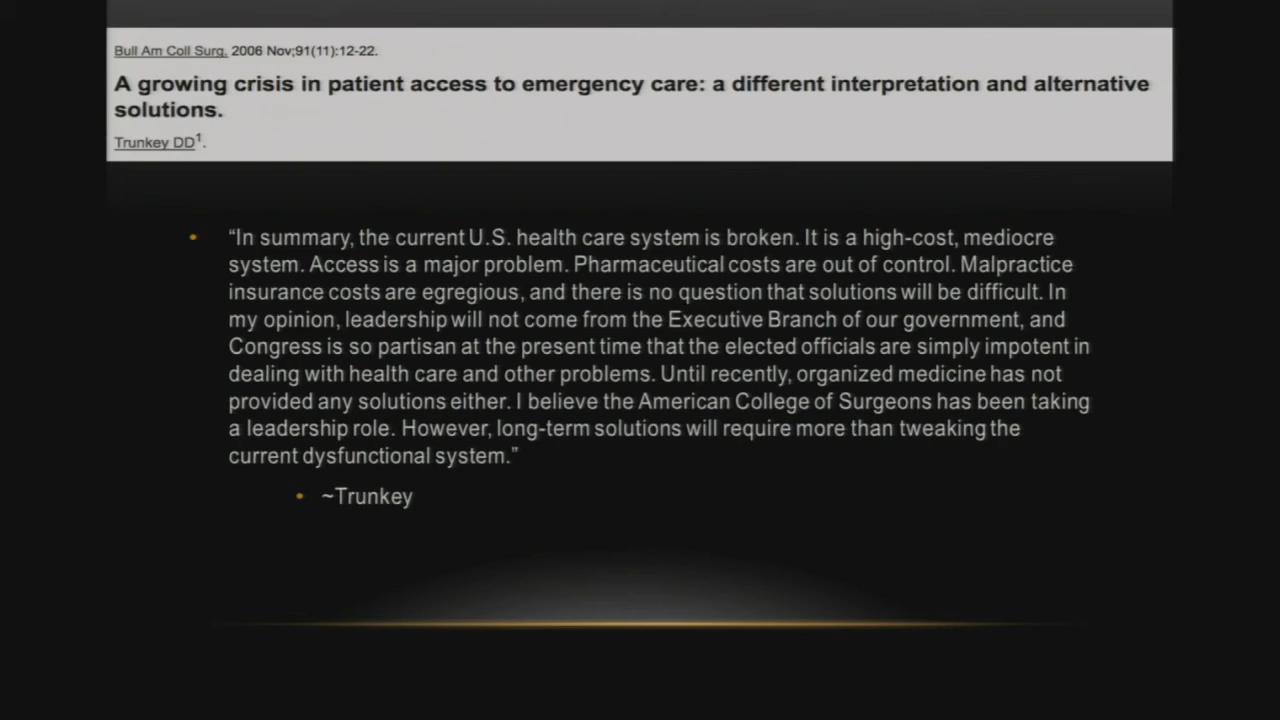 Bull Am Coll Surg. 2006 Nov;91(11):12-22.
A growing crisis in patient access to emergency care: a different interpretation and alternative
solutions.
Trunkey DD1.
• “In summary, the current U.S. health care system is broken. It is a high-cost, mediocre
system. Access is a major problem. Pharmaceutical costs are out of control. Malpractice
insurance costs are egregious, and there is no question that solutions will be difficult. In
my opinion, leadership will not come from the Executive Branch of our government, and
Congress is so partisan at the present time that the elected officials are simply impotent in
dealing with health care and other problems. Until recently, organized medicine has not
provided any solutions either. I believe the American College of Surgeons has been taking
a leadership role. However, long-term solutions will require more than tweaking the
current dysfunctional system.”
• ~Trunkey